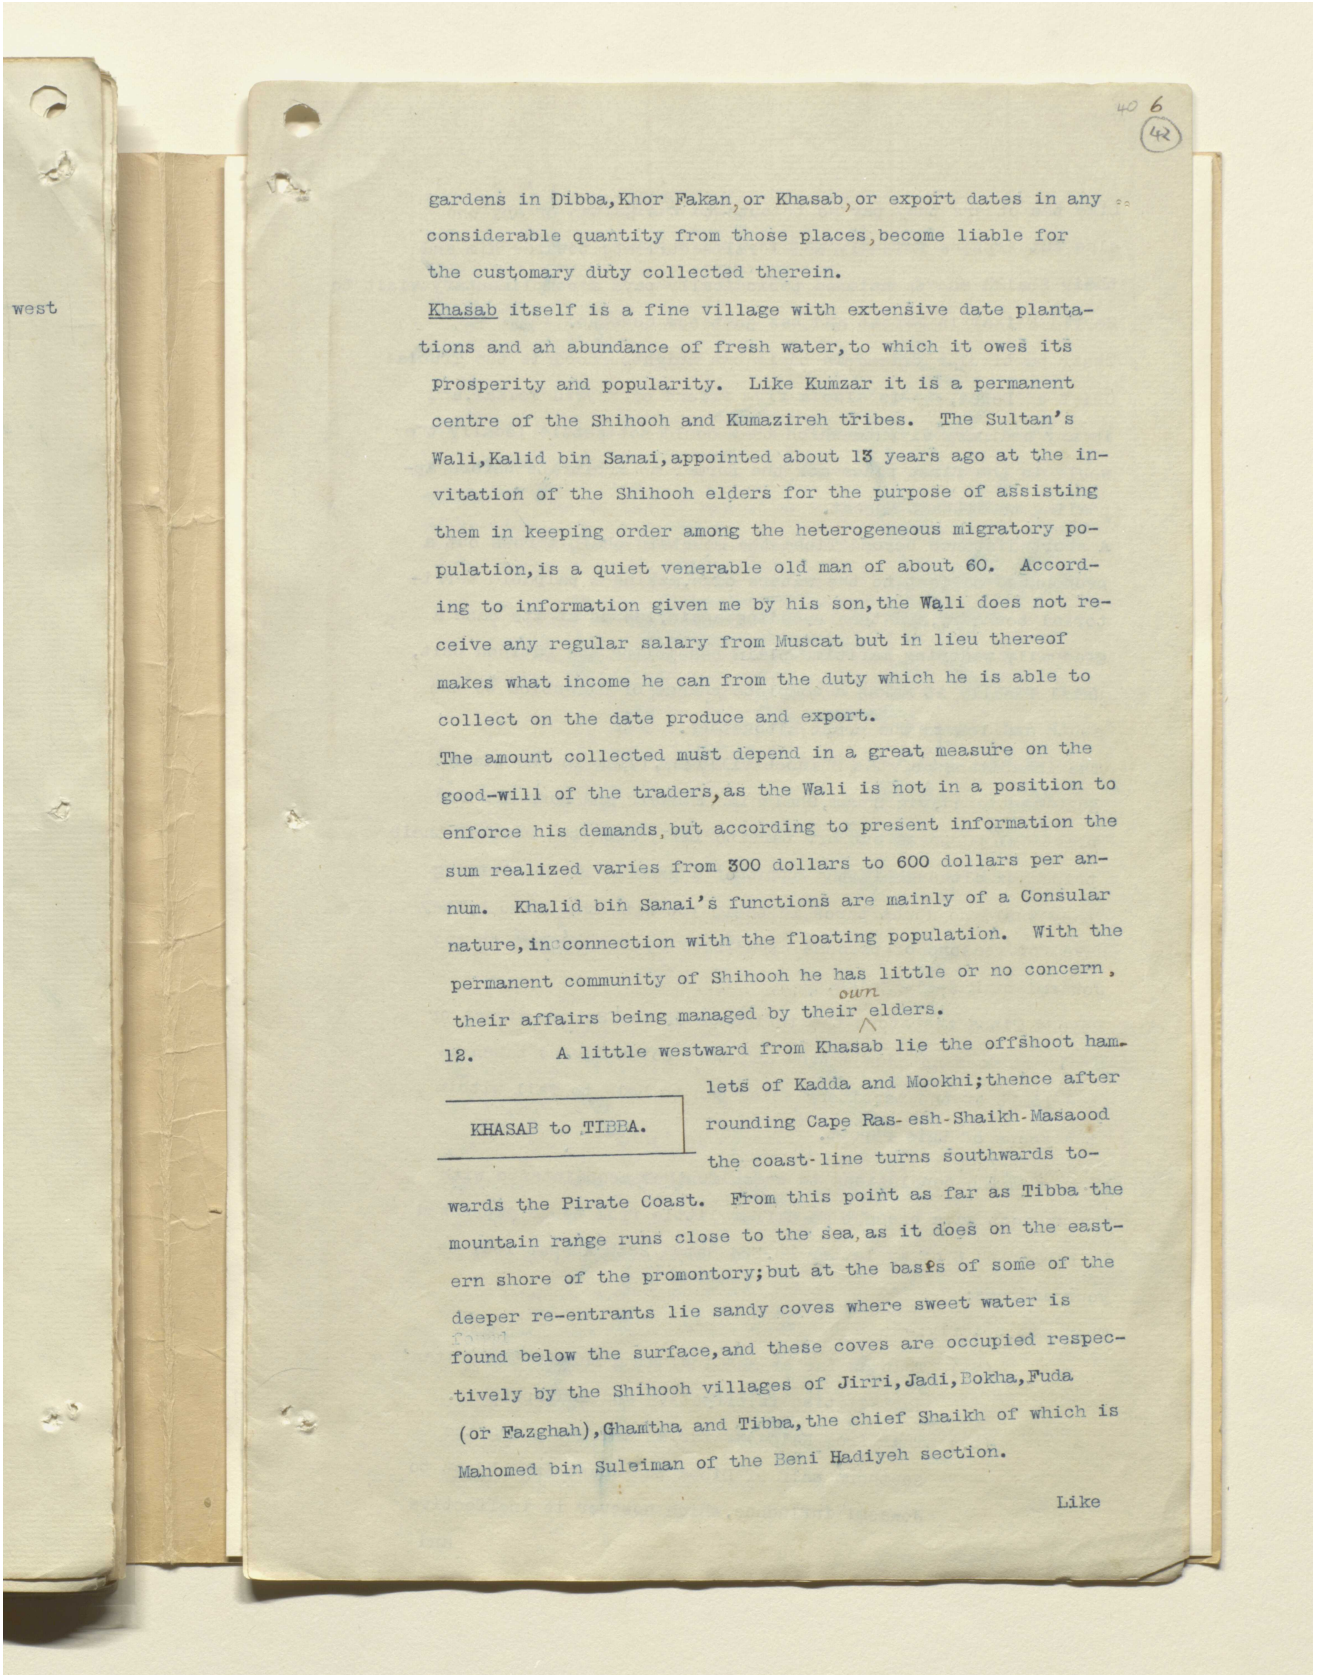 40 6
42
west
gardens in Dibba,Khor Fakan,or Khasab,or export dates in any
considerable quantity from those places,become liable for
the customary duty collected therein.
Khasab itself is a fine village with extensive date planta-
tions and an abundance of fresh water,to which it owes its
prosperity and popularity. Like Kumzar it is a permanent
centre of the Shihooh and Kumazireh tribes. The Sultan's
Wali,Kalid bin Sanai,appointed about 13 years ago at the in-
vitation of the Shihooh elders for the purpose of assisting
them in keeping order among the heterogeneous migratory po-
pulation,is a quiet venerable old man of about 60. Accord-
ing to information given me by his son,the Wali does not re-
ceive any regular salary from Muscat but in lieu thereof
makes what income he can from the duty which he is able to
collect on the date produce and export.
The amount collected must depend in a great measure on the
good-will of the traders,as the Wali is not in a position to
enforce his demands,but according to present information the
sum realized varies from 300 dollars to 600 dollars per an-
num. Khalid bin Sanai's functions are mainly of a Consular
nature,in connection with the floating population. With the
permanent community of Shihooh he has little or no concern,
own
their affairs being managed by their elders.
12. A little westward from Khasab lie the offshoot ham-
lets of Kadda and Mookhi;thence after
KHASAB to TIBBA.
rounding Cape Ras-esh-Shaikh-Masaood
the coast-line turns southwards to-
wards the Pirate Coast. From this point as far as Tibba the
mountain range runs close to the sea,as it does on the east-
ern shore of the promontory;but at the bases of some of the
deeper re-entrants lie sandy coves where sweet water is
found below the surface,and these coves are occupied respec-
tively by the Shihooh villages of Jirri,Jadi,Bokha,Fuda
(or Fazghah),Ghamtha and Tibba,the chief Shaikh of which is
Mahomed bin Suleiman of the Beni Hadiyeh section.
Like